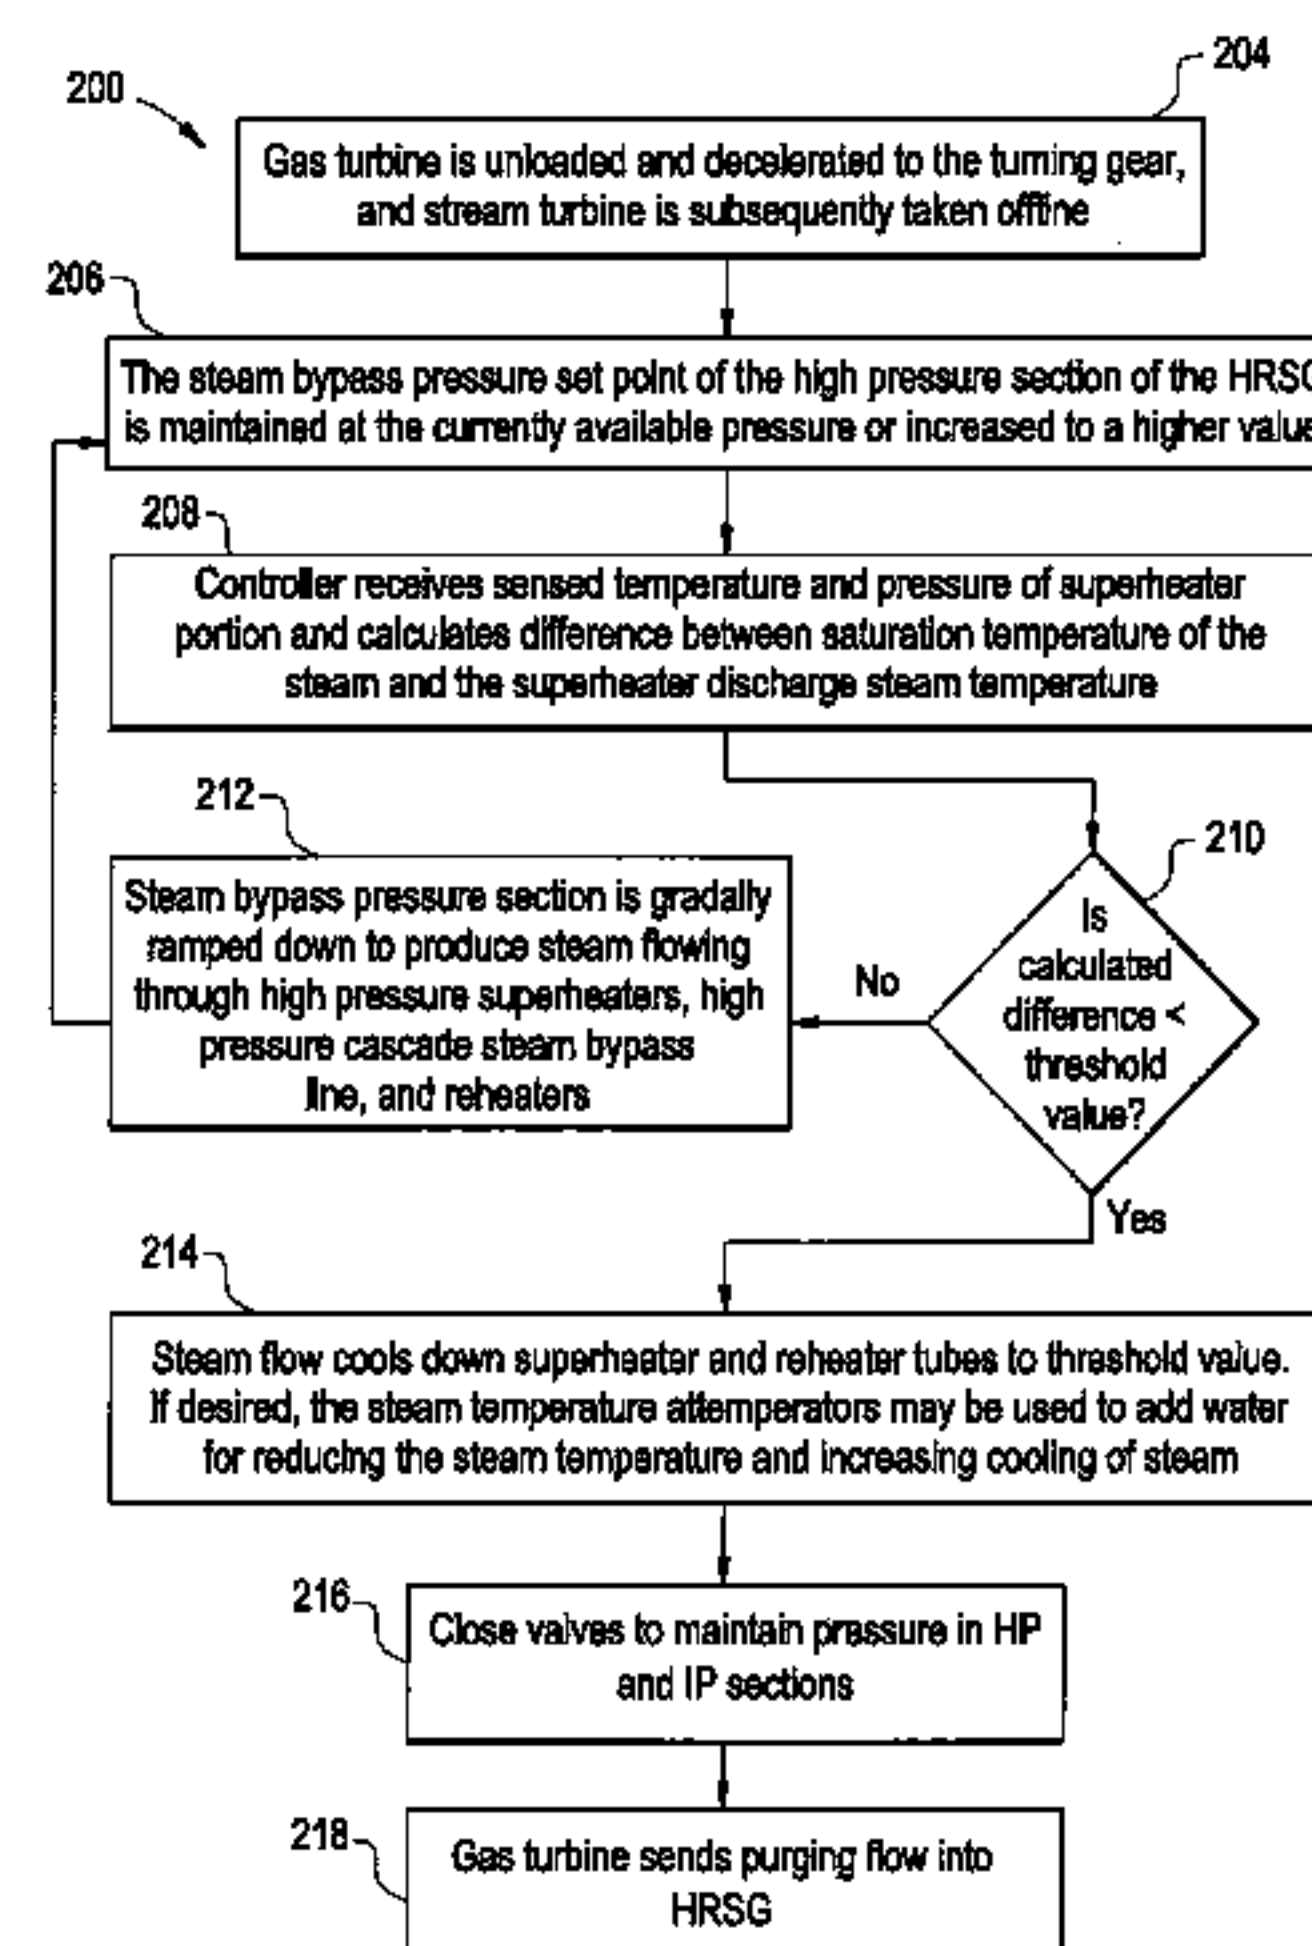 200
204
Gas turbine is unloaded and decelerated to the turning gear,
and stream turbine is subsequently taken offline
206
The steam bypass pressure set point of the high pressure section of the HRSG
is maintained at the currently available pressure or increased to a higher value
208
Controller receives sensed temperature and pressure of superheater
portion and calculates difference between saturation temperature of the
steam and the superheater discharge steam temperature
212
Steam bypass pressure section is gradally
ramped down to produce steam flowing
through high pressure superheaters, high
pressure cascade steam bypass
line, and reheaters
No
210
Is
calculated
difference <
threshold
value?
Yes
214
Steam flow cools down superheater and reheater tubes to threshold value.
If desired, the steam temperature attemperators may be used to add water
for reducing the steam temperature and increasing cooling of steam
216
Close valves to maintain pressure in HP
and IP sections
218
Gas turbine sends purging flow into
HRSG